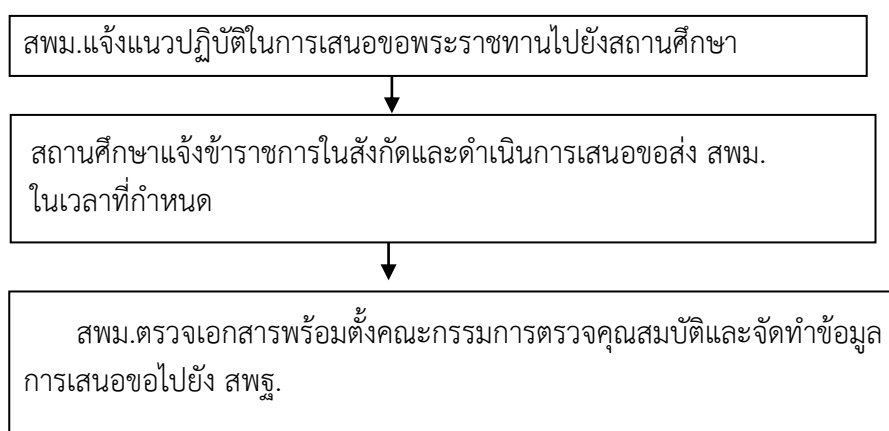 สพม.แจ้งแนวปฏิบัติในการเสนอขอพระราชทานไปยังสถานศึกษา
สถานศึกษาแจ้งข้าราชการในสังกัดและดำเนินการเสนอขอส่ง สพม.
ในเวลาที่กำหนด
สพม.ตรวจเอกสารพร้อมตั้งคณะกรรมการตรวจคุณสมบัติและจัดทำข้อมูล
การเสนอขอไปยัง สพฐ.